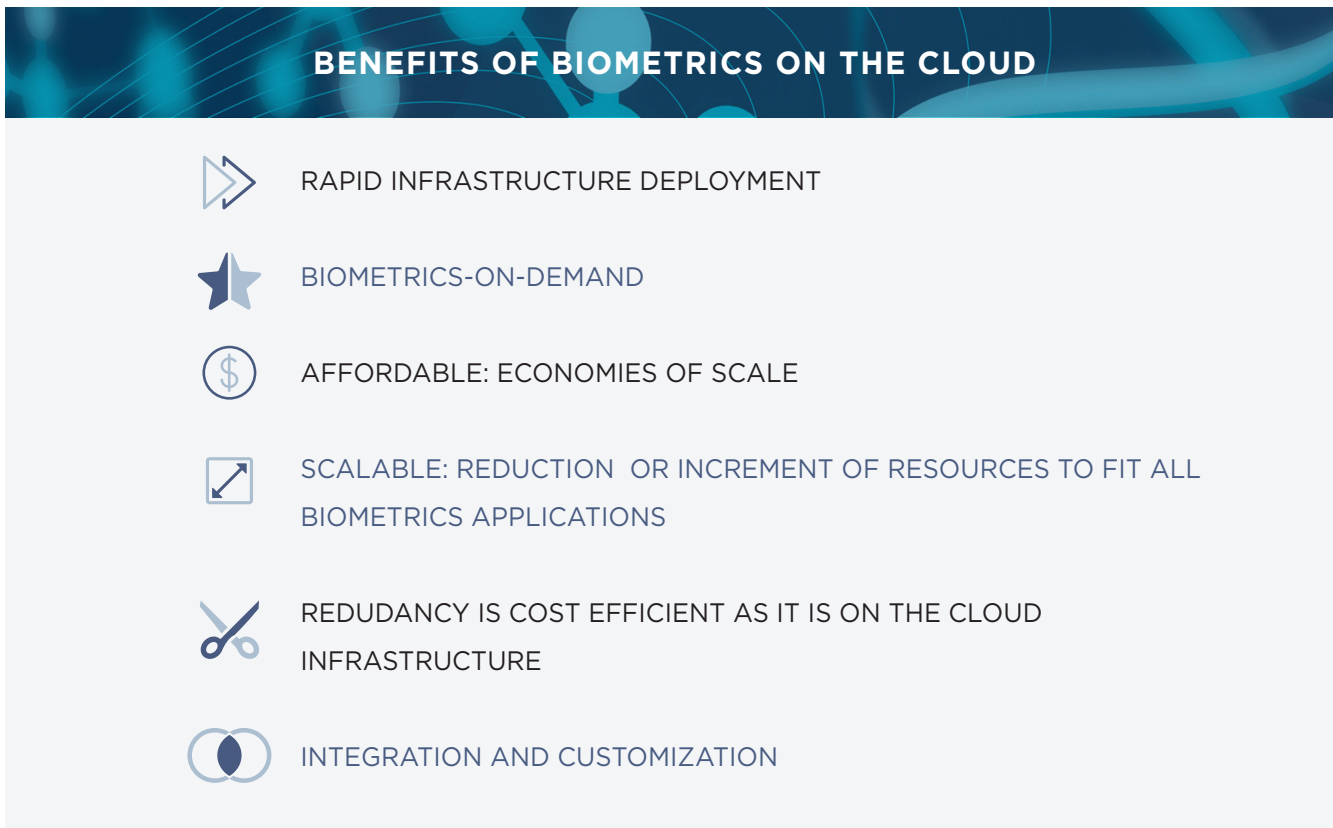 BENEFITS OF BIOMETRICS ON THE CLOUD
RAPID INFRASTRUCTURE DEPLOYMENT
BIOMETRICS-ON-DEMAND
$
AFFORDABLE: ECONOMIES OF SCALE
SCALABLE: REDUCTION OR INCREMENT OF RESOURCES TO FIT ALL
BIOMETRICS APPLICATIONS
REDUDANCY IS COST EFFICIENT AS IT IS ON THE CLOUD
INFRASTRUCTURE
INTEGRATION AND CUSTOMIZATION